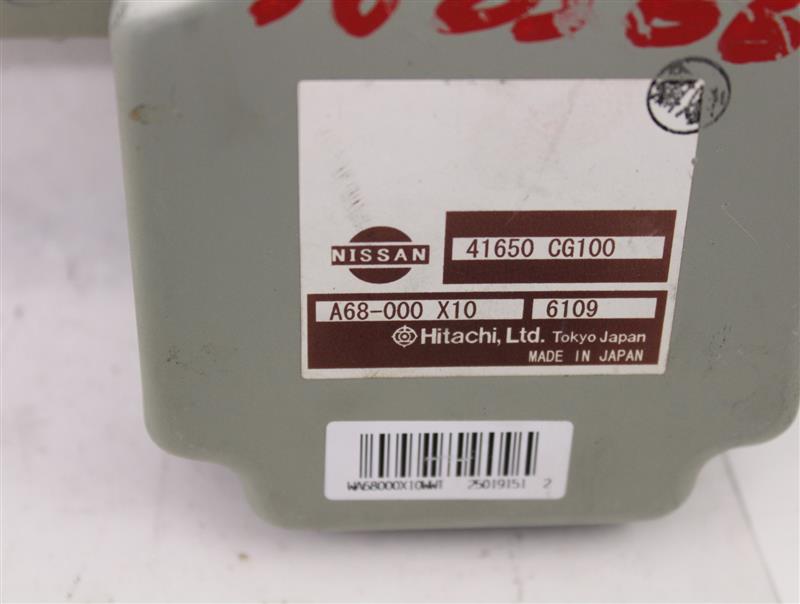 NISSAN
41650 CG100
A68-000 X10 6109
Hitachi, Ltd. Tokyo Japan
MADE IN JAPAN
WA68000X10WWT 25019151 2